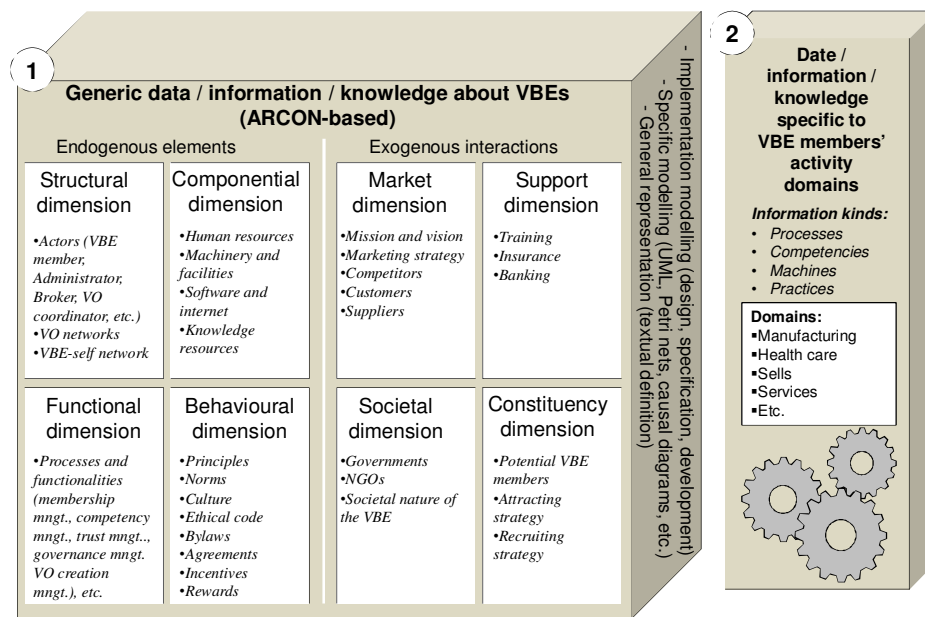 1
Generic data / information / knowledge about VBEs
(ARCON-based)
Endogenous elements
Exogenous interactions
Structural
dimension
•Actors (VBE
member,
Administrator,
Broker, VO
coordinator, etc.)
•VO networks
•VBE-self network
Componential
dimension
•Human resources
•Machinery and
facilities
•Software and
internet
•Knowledge
resources
Market
dimension
•Mission and vision
•Marketing strategy
•Competitors
•Customers
•Suppliers
Support
dimension
•Training
•Insurance
•Banking
Functional
dimension
•Processes and
functionalities
(membership
mngt., competency
mngt., trust mngt..,
governance mngt.
VO creation
mngt.), etc.
Behavioural
dimension
•Principles
•Norms
•Culture
•Ethical code
•Bylaws
•Agreements
•Incentives
•Rewards
Societal
dimension
•Governments
•NGOs
•Societal nature of
the VBE
Constituency
dimension
•Potential VBE
members
•Attracting
strategy
•Recruiting
strategy
- Implementation modelling (design, specification, development)
- Specific modelling (UML, Petri nets, causal diagrams, etc.)
- General representation (textual definition)
2
Date /
information /
knowledge
specific to
VBE members'
activity
domains
Information kinds:
• Processes
• Competencies
• Machines
• Practices
Domains:
▪Manufacturing
▪Health care
▪Sells
▪Services
▪Etc.